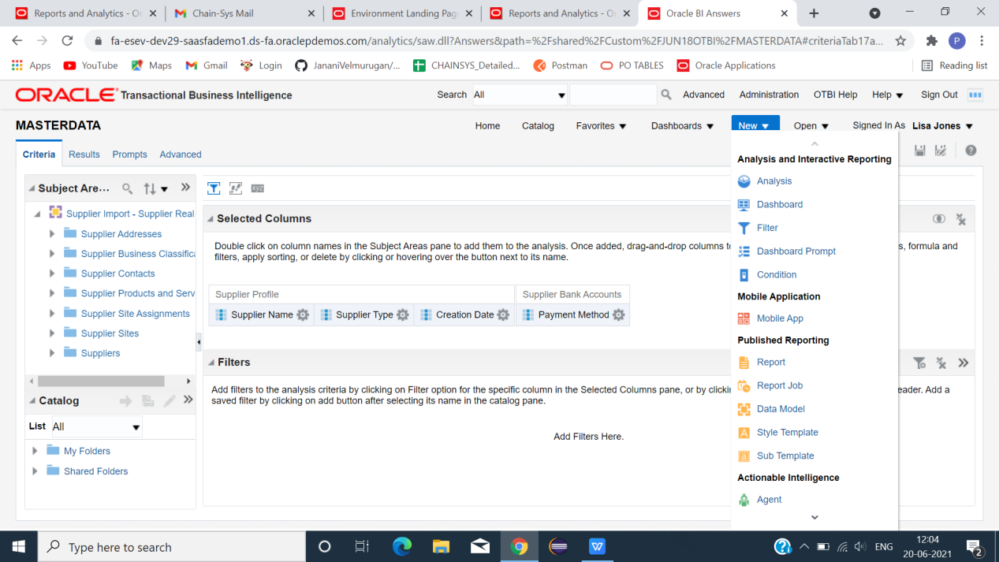 Reports and Analytics - O
Chain-Sys Mail
Environment Landing Pag
Reports and Analytics - O
Oracle BI Answers
fa-esev-dev29-saasfademo1.ds-fa.oraclepdemos.com/analytics/saw.dll?Answers&path=%2Fshared%2FCustom%2FJUN18OTBI%2FMASTERDATA#criteriaTab17a...
P
Apps
YouTube
Maps
Gmail
Login
JananiVelmurugan/...
CHAINSYS_Detailed...
Postman
PO TABLES
Oracle Applications
Reading list
ORACLE Transactional Business Intelligence
Search
All
Advanced
Administration
OTBI Help
Help
Sign Out
MASTERDATA
Home
Catalog
Favorites
Dashboards
New
Open
Signed In As Lisa Jones
Criteria
Results
Prompts
Advanced
Subject Are...
Supplier Import - Supplier Real
Supplier Addresses
Supplier Business Classifica
Supplier Contacts
Supplier Products and Serv
Supplier Site Assignments
Supplier Sites
Suppliers
Catalog
List All
My Folders
Shared Folders
xyz
Selected Columns
Double click on column names in the Subject Areas pane to add them to the analysis. Once added, drag-and-drop columns t
s, formula and
filters, apply sorting, or delete by clicking or hovering over the button next to its name.
Supplier Profile
Supplier Bank Accounts
Supplier Name
Supplier Type
Creation Date
Payment Method
Filters
Add filters to the analysis criteria by clicking on Filter option for the specific column in the Selected Columns pane, or by clickin
eader. Add a
saved filter by clicking on add button after selecting its name in the catalog pane.
Add Filters Here.
Analysis and Interactive Reporting
Analysis
Dashboard
Filter
Dashboard Prompt
Condition
Mobile Application
Mobile App
Published Reporting
Report
Report Job
Data Model
Style Template
Sub Template
Actionable Intelligence
Agent
Type here to search
W
ENG
12:04
20-06-2021
2